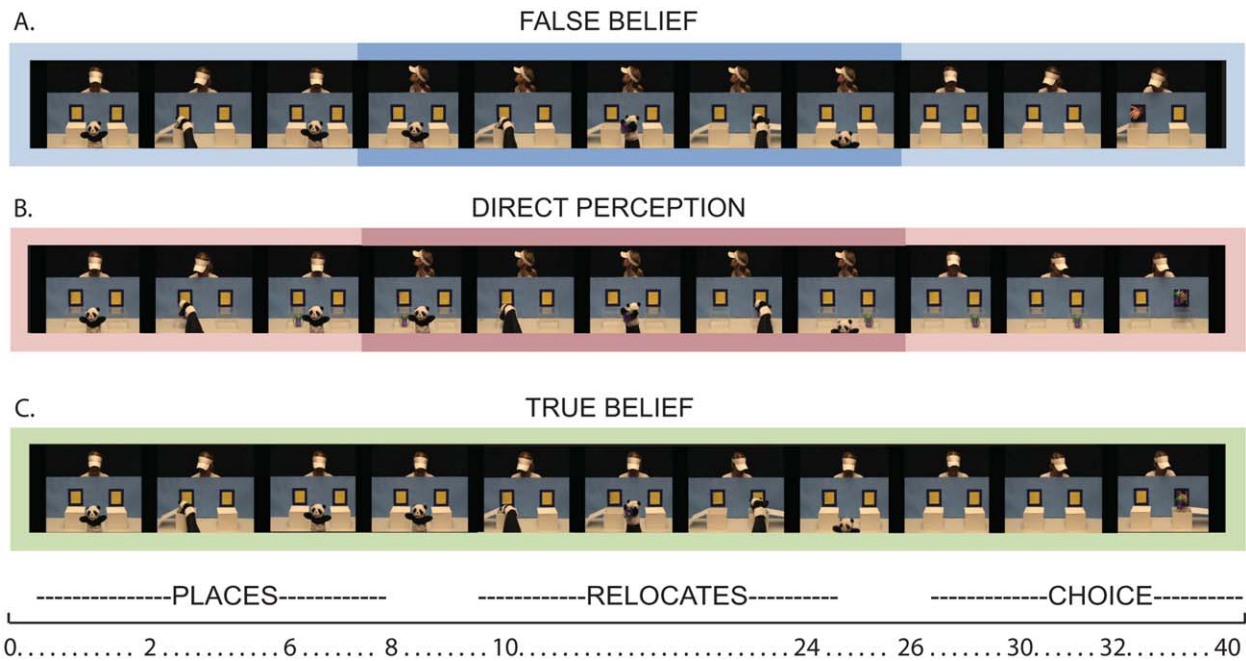 A.
FALSE BELIEF
B.
DIRECT PERCEPTION
C.
TRUE BELIEF
---------------PLACES------------ ------------RELOCATES---------- -------------CHOICE----------
0. . . . . . . . . . . 2 . . . . . . . . . . . 6 . . . . . . . . 8 . . . . . . . . 10. . . . . . . . . . . . . . . . . . . . . . . . 24 . . . . . . 26 . . . . . . . . 30 . . . . . . 32. . . . . . . . 40